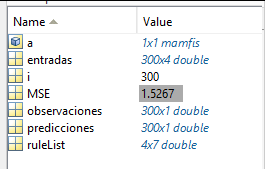 Name Value
a 1x1 mamfis
entradas 300x4 double
i 300
MSE 1.5267
observaciones 300x1 double
predicciones 300x1 double
ruleList 4x7 double